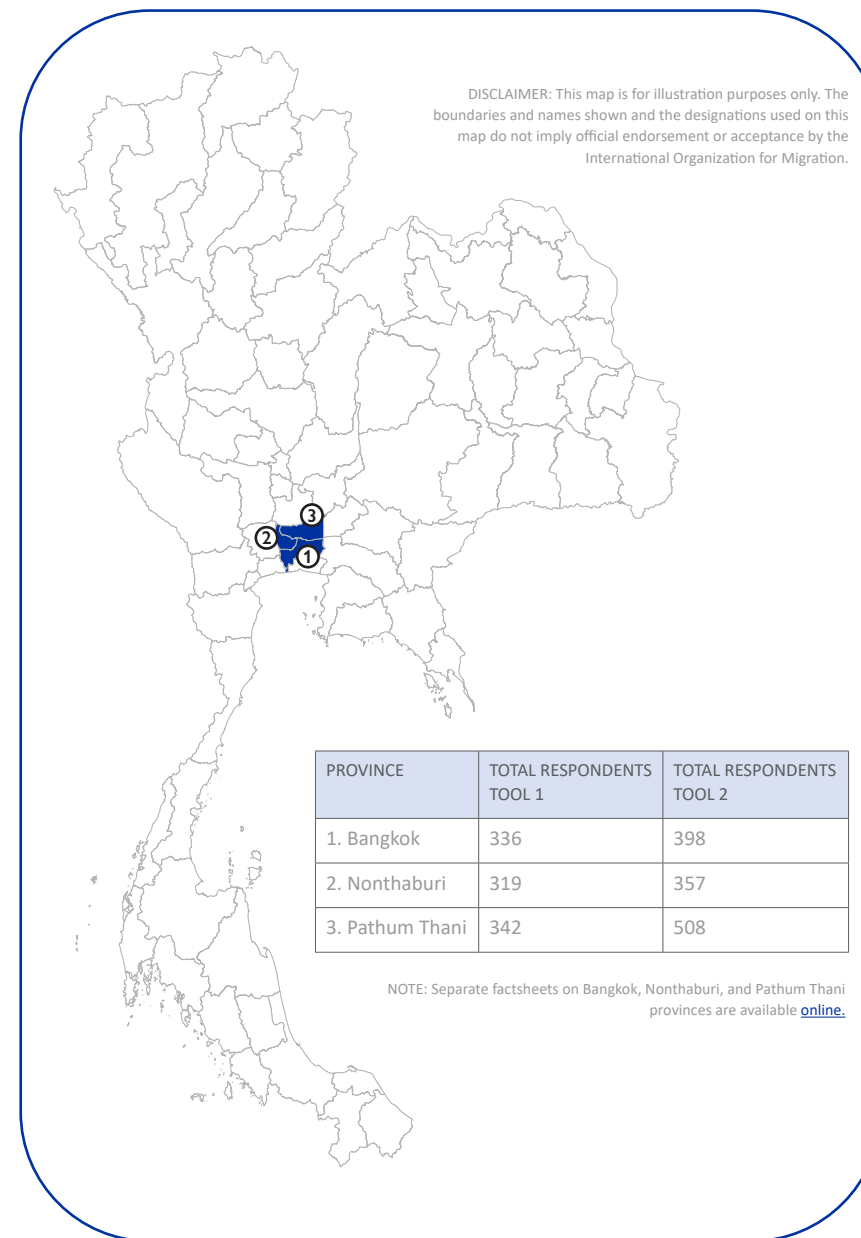 DISCLAIMER: This map is for illustration purposes only. The
boundaries and names shown and the designations used on this
map do not imply official endorsement or acceptance by the
International Organization for Migration.
3
2
1
PROVINCE TOTAL RESPONDENTS TOOL 1 TOTAL RESPONDENTS TOOL 2
1. Bangkok 336 398
2. Nonthaburi 319 357
3. Pathum Thani 342 508
NOTE: Separate factsheets on Bangkok, Nonthaburi, and Pathum Thani
provinces are available online.